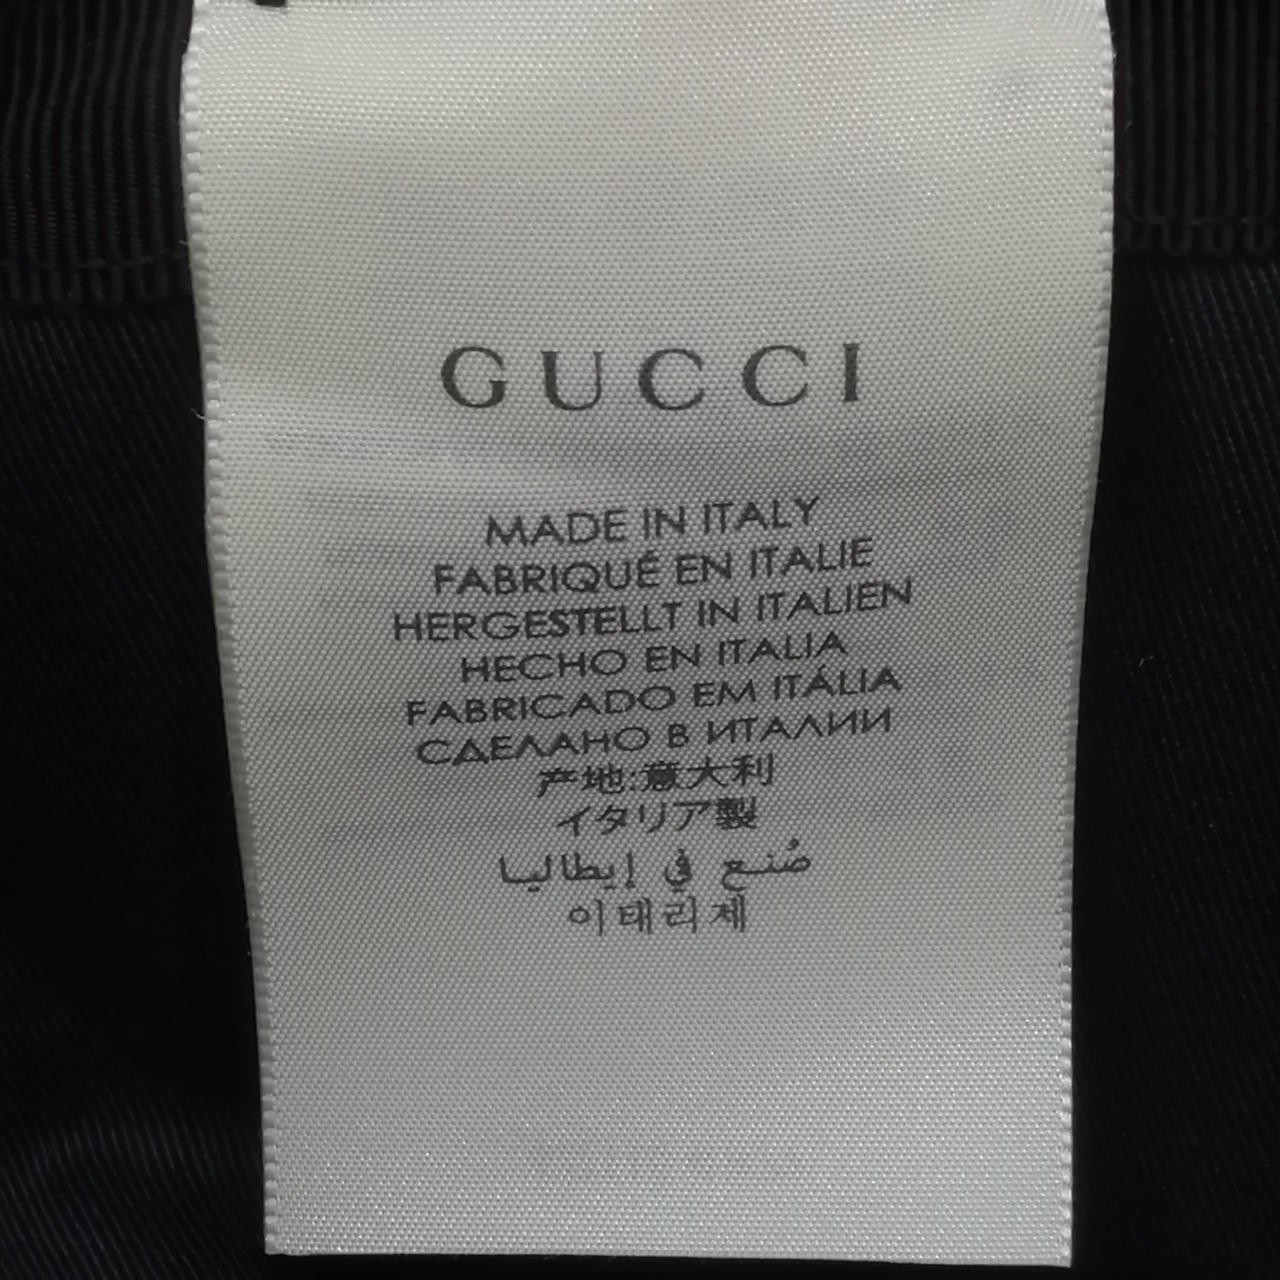 GUCCI
MADE IN ITALY
FABRIQUÉ EN ITALIE
HERGESTELLT IN ITALIEN
HECHO EN ITALIA
FABRICADO EM ITÁLIA
СДЕЛАНО В ИТАЛИИ
产地:意大利
イタリア製
صُنع في إيطاليا
이태리제